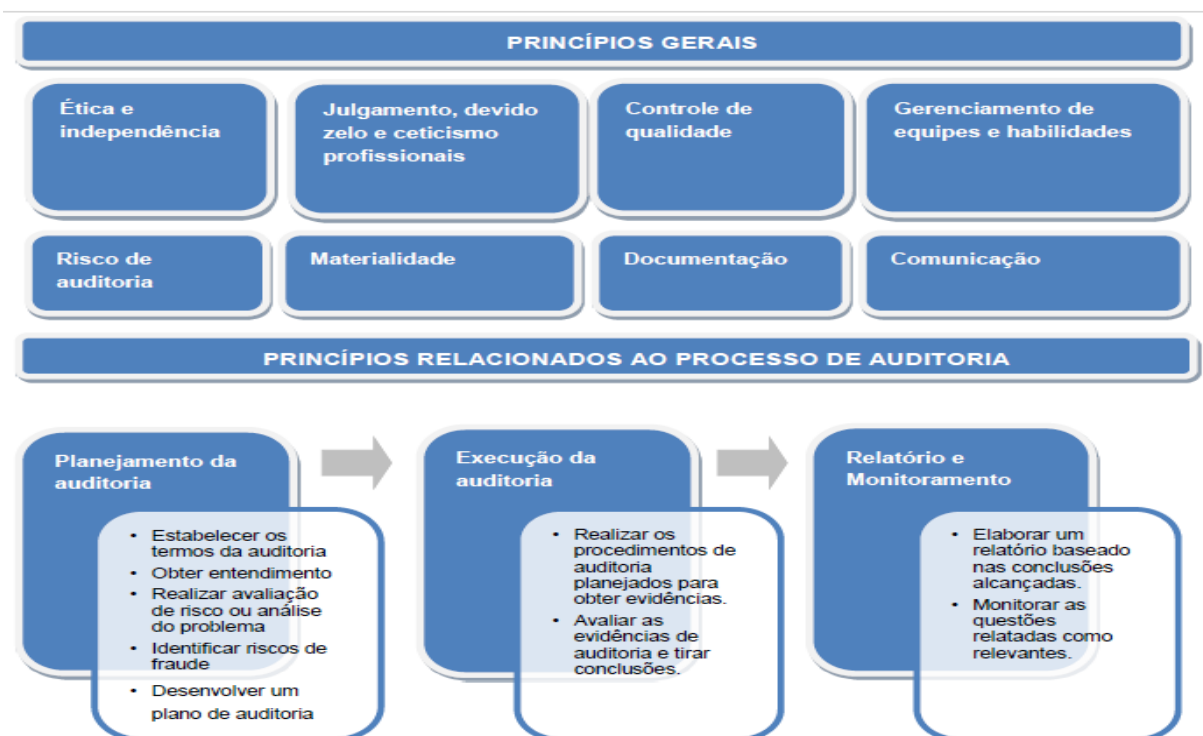 PRINCÍPIOS GERAIS
Ética e
independência
Julgamento, devido
zelo e ceticismo
profissionais
Controle de
qualidade
Gerenciamento de
equipes e habilidades
Risco de
auditoria
Materialidade
Documentação
Comunicação
PRINCÍPIOS RELACIONADOS AO PROCESSO DE AUDITORIA
Planejamento da
auditoria
• Estabelecer os
termos da auditoria
• Obter entendimento
• Realizar avaliação
de risco ou análise
do problema
• Identificar riscos de
fraude
• Desenvolver um
plano de auditoria
Execução da
auditoria
• Realizar os
procedimentos de
auditoria
planejados para
obter evidências.
• Avaliar as
evidências de
auditoria e tirar
conclusões.
Relatório e
Monitoramento
• Elaborar um
relatório baseado
nas conclusões
alcançadas.
• Monitorar as
questões
relatadas como
relevantes.